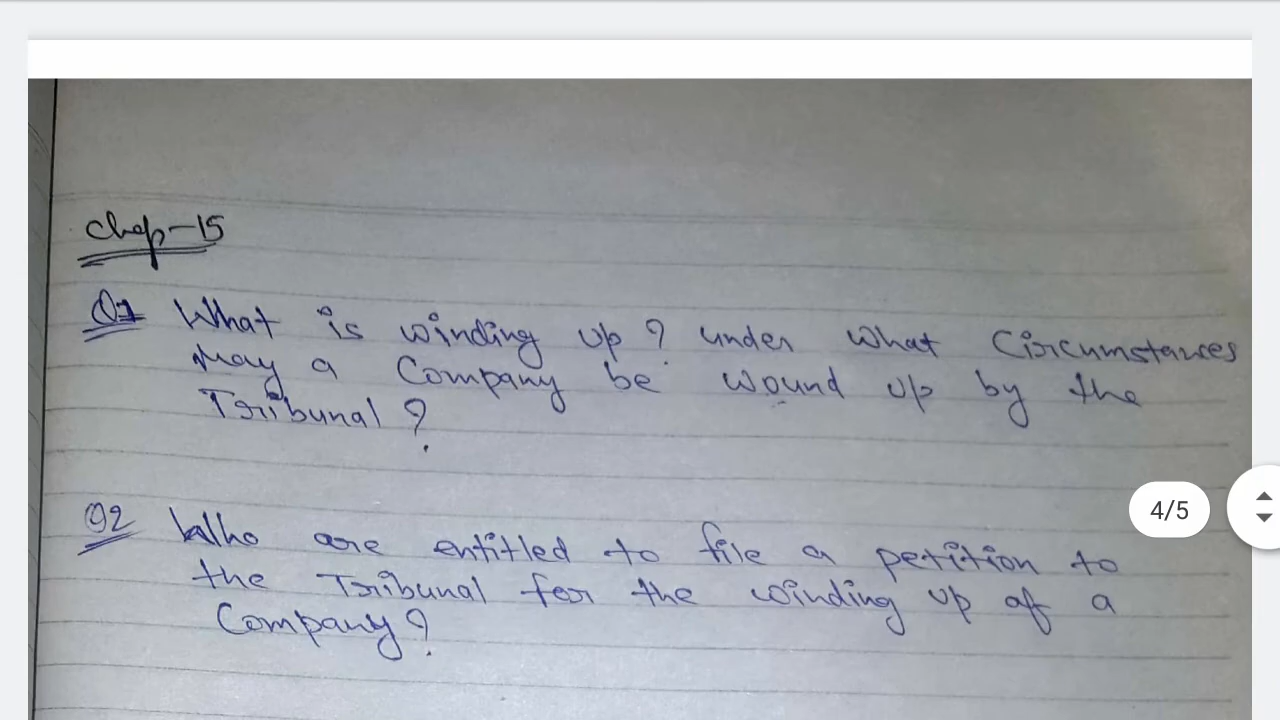 Chap-15
Q1 What is winding up? under what Circumstances
may a Company be wound up by the
Tribunal?
4/5
Q2 Who are entitled to file a petition to
the Tribunal for the winding up of a
Company?